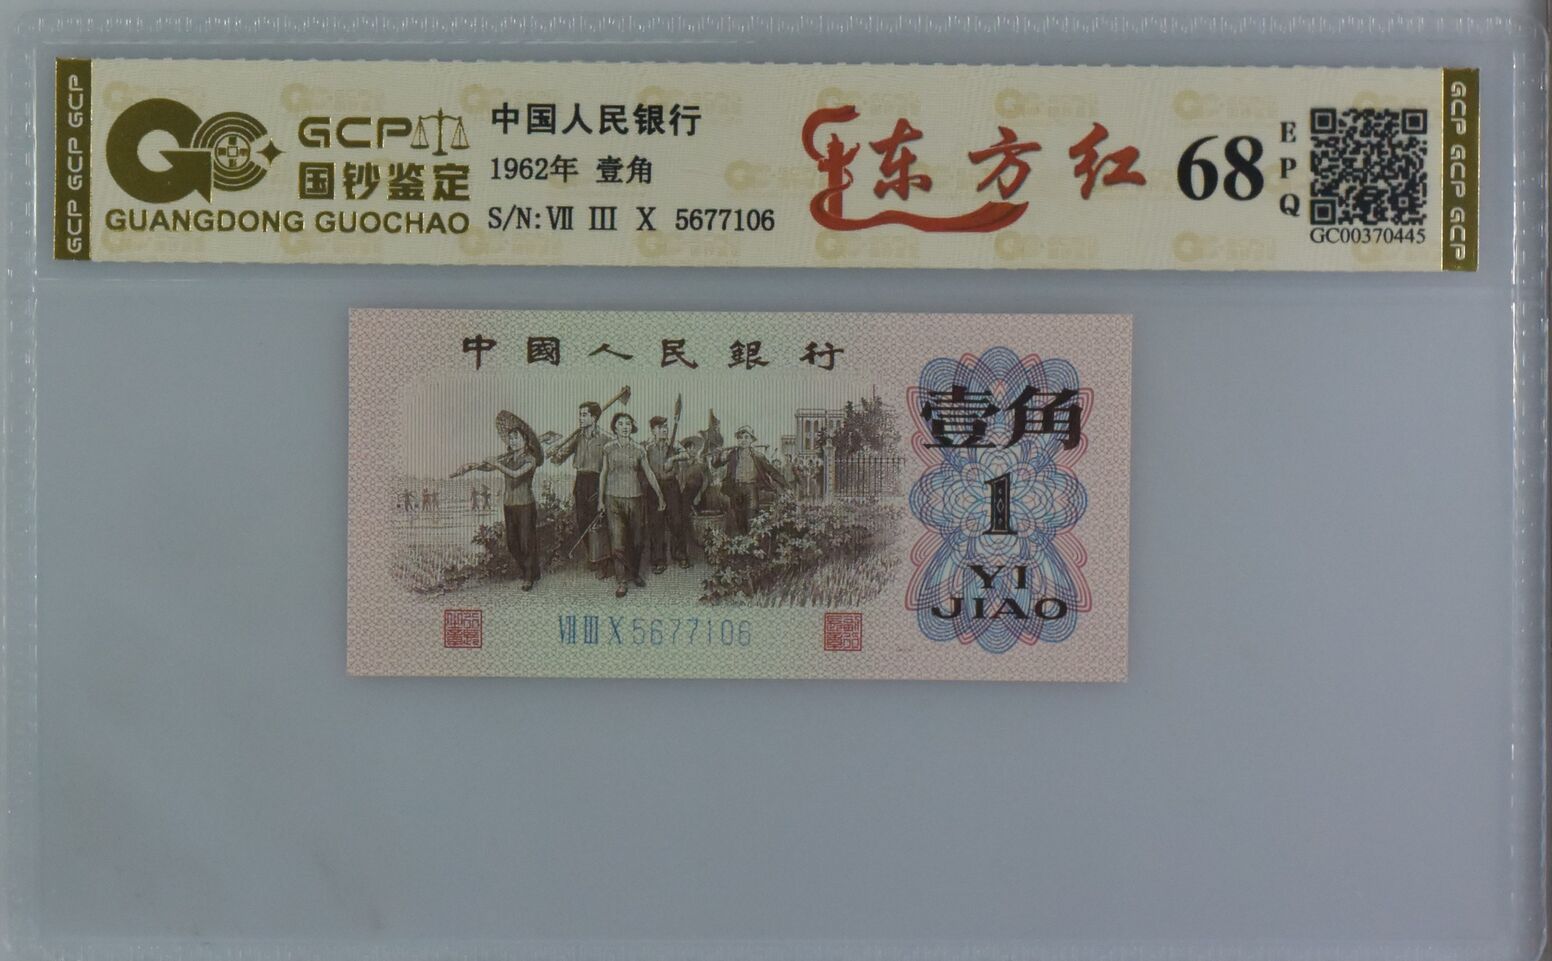 GCP GCP GCP
GCP
国钞鉴定
GUANGDONG GUOCHAO
中国人民银行
1962年 壹角
S/N: Ⅶ Ⅲ Ⅹ 5677106
东方红
68
EPQ
GC00370445
GCP GCP GCP
中國人民銀行
壹角
1
YI
JIAO
Ⅶ Ⅲ Ⅹ 5677106